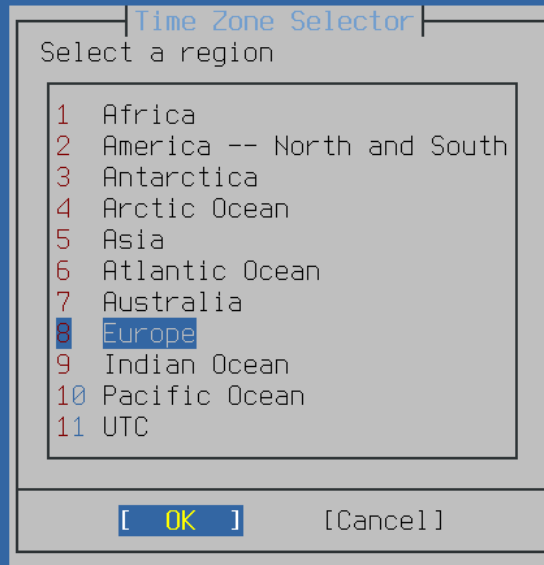 Time Zone Selector
Select a region
1 Africa
2 America -- North and South
3 Antarctica
4 Arctic Ocean
5 Asia
6 Atlantic Ocean
7 Australia
8 Europe
9 Indian Ocean
10 Pacific Ocean
11 UTC
[ OK ] [Cancel]